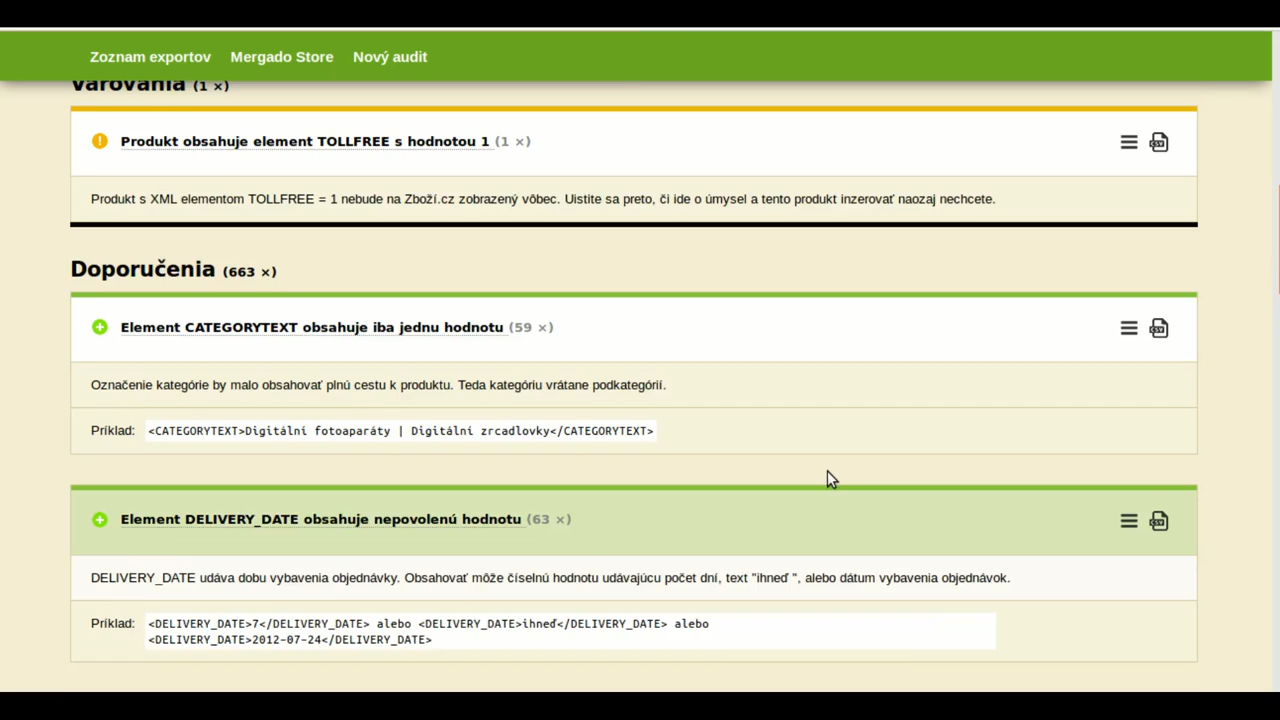 Zoznam exportov Mergado Store Nový audit
Varovania (1 ×)
Produkt obsahuje element TOLLFREE s hodnotou 1 (1 ×)
CSV
Produkt s XML elementom TOLLFREE = 1 nebude na Zboží.cz zobrazený vôbec. Uistite sa preto, či ide o úmysel a tento produkt inzerovať naozaj nechcete.
Doporučenia (663 ×)
Element CATEGORYTEXT obsahuje iba jednu hodnotu (59 ×)
CSV
Označenie kategórie by malo obsahovať plnú cestu k produktu. Teda kategóriu vrátane podkategórií.
Príklad: <CATEGORYTEXT>Digitální fotoaparáty | Digitální zrcadlovky</CATEGORYTEXT>
Element DELIVERY_DATE obsahuje nepovolenú hodnotu (63 ×)
CSV
DELIVERY_DATE udáva dobu vybavenia objednávky. Obsahovať môže číselnú hodnotu udávajúcu počet dní, text "ihneď ", alebo dátum vybavenia objednávok.
Príklad: <DELIVERY_DATE>7</DELIVERY_DATE> alebo <DELIVERY_DATE>ihneď</DELIVERY_DATE> alebo
<DELIVERY_DATE>2012-07-24</DELIVERY_DATE>